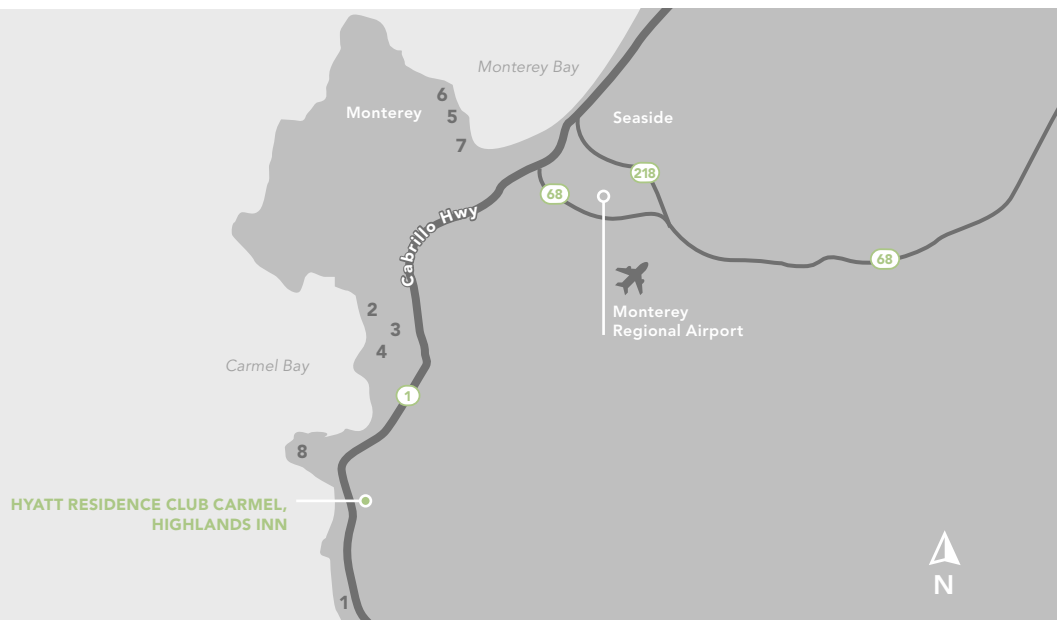 Monterey Bay
6
Monterey
5
Seaside
7
218
68
Cabrillo Hwy
68
2
Monterey
Regional Airport
3
4
Carmel Bay
1
8
HYATT RESIDENCE CLUB CARMEL,
HIGHLANDS INN
N
1